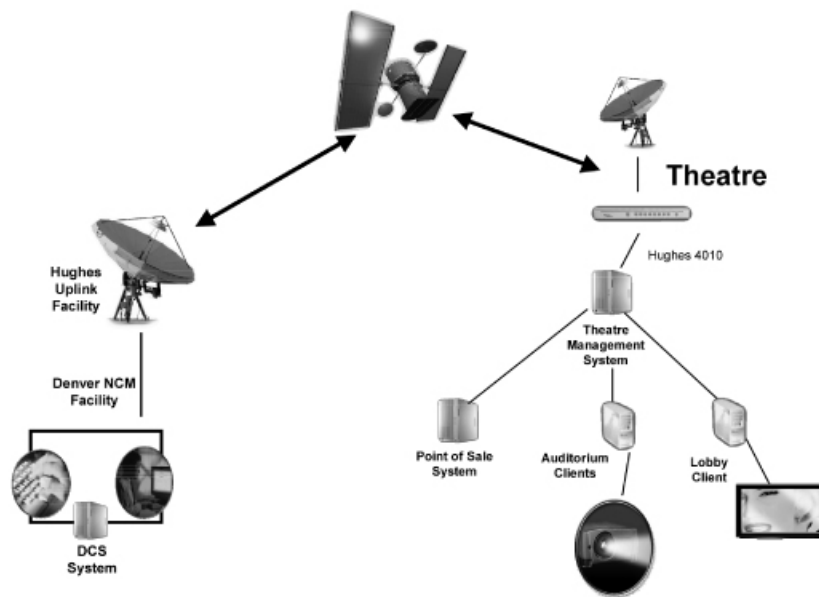 Theatre
Hughes 4010
Hughes
Uplink
Facility
Theatre
Management
System
Denver NCM
Facility
Point of Sale
System
Auditorium
Clients
Lobby
Client
DCS
System